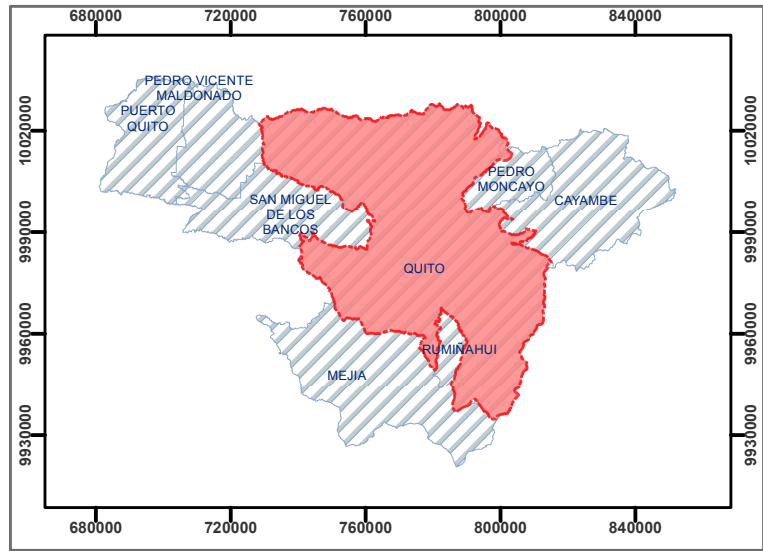 680000 720000 760000 800000 840000
PEDRO VICENTE
MALDONADO
PUERTO
QUITO
10020000
10020000
PEDRO
MONCAYO
SAN MIGUEL
DE LOS
BANCOS
CAYAMBE
9990000
9990000
QUITO
9960000
9960000
RUMIÑAHUI
MEJIA
9930000
9930000
680000 720000 760000 800000 840000